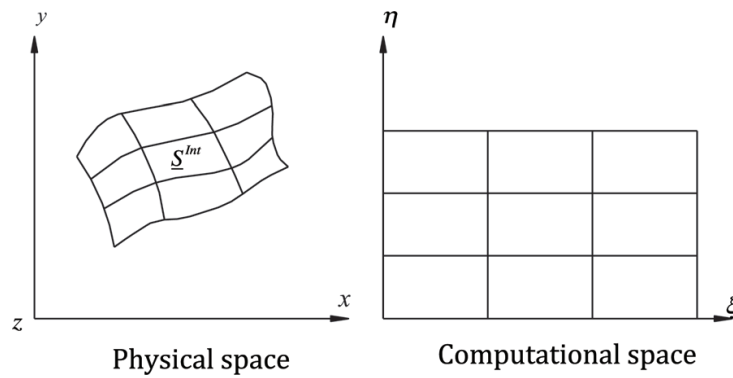 y
η
S^Int
x
z
ξ
Physical space
Computational space